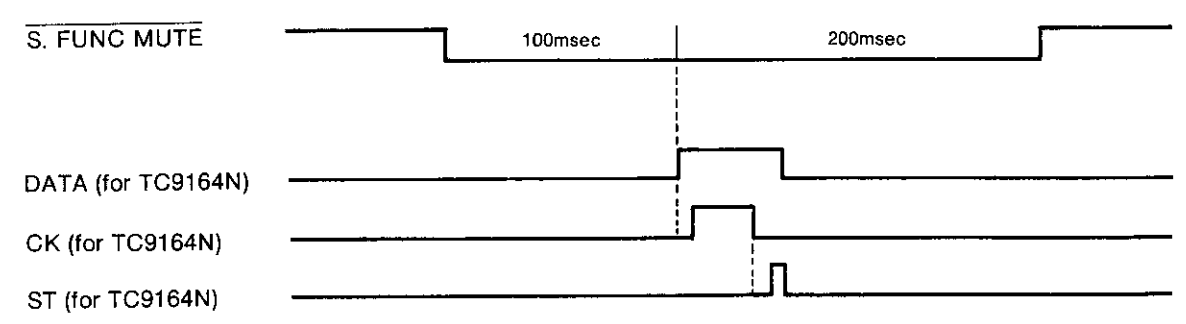 S. FUNC MUTE 100msec 200msec
DATA (for TC9164N)
CK (for TC9164N)
ST (for TC9164N)